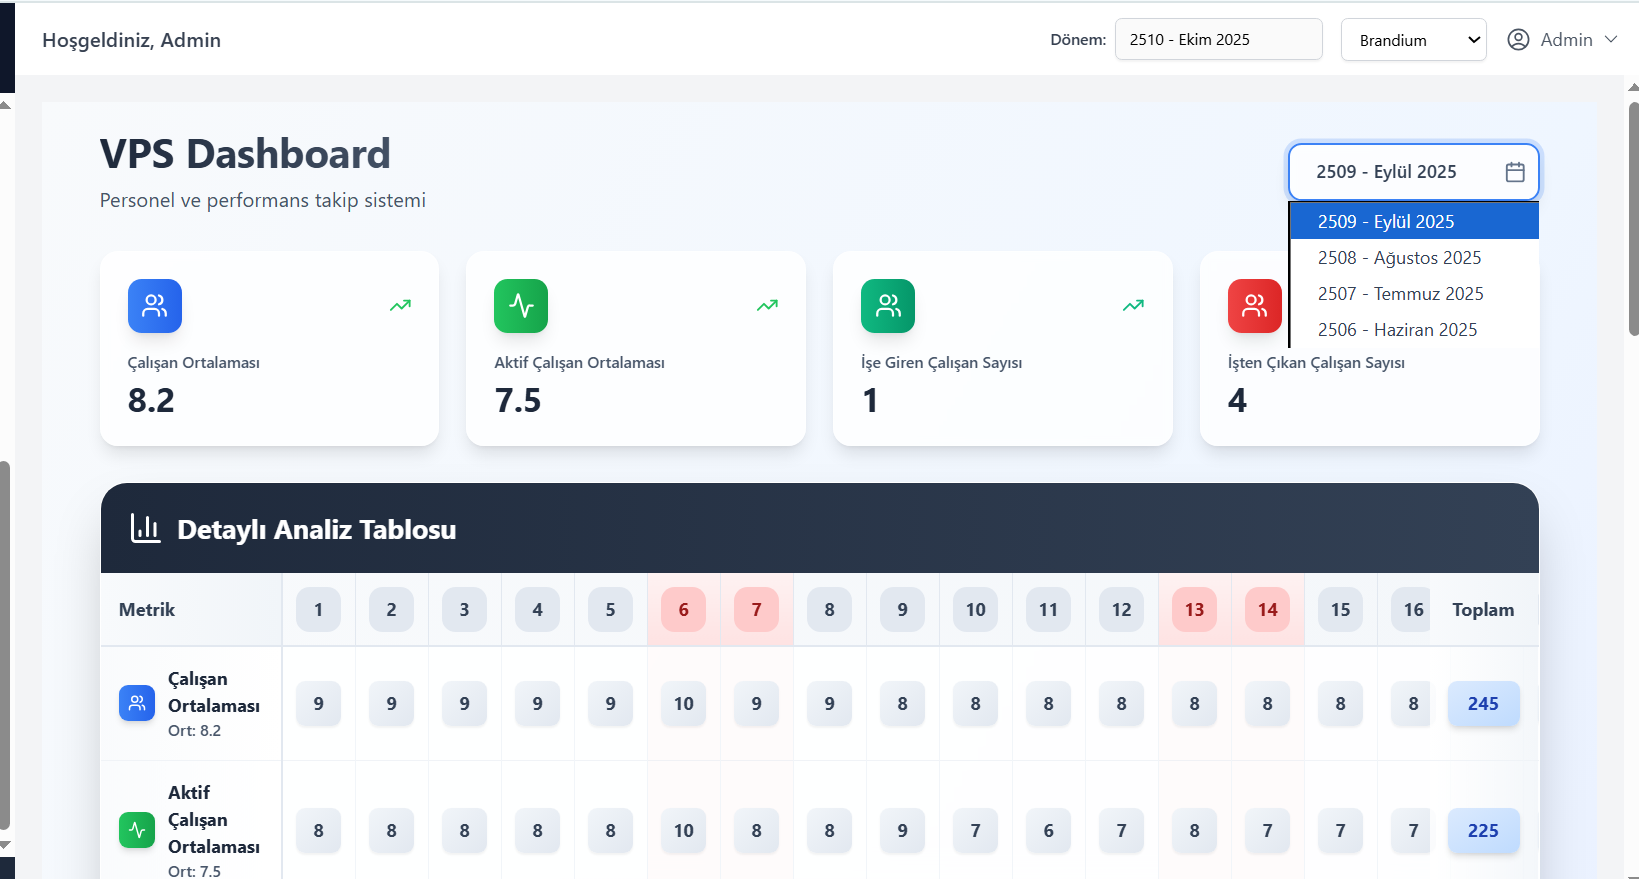 Hoşgeldiniz, Admin
Dönem: 2510 - Ekim 2025 Brandium Admin
VPS Dashboard
Personel ve performans takip sistemi
2509 - Eylül 2025
2509 - Eylül 2025
2508 - Ağustos 2025
2507 - Temmuz 2025
2506 - Haziran 2025
Çalışan Ortalaması
8.2
Aktif Çalışan Ortalaması
7.5
İşe Giren Çalışan Sayısı
1
İşten Çıkan Çalışan Sayısı
4
Detaylı Analiz Tablosu
Metrik 1 2 3 4 5 6 7 8 9 10 11 12 13 14 15 16 Toplam
Çalışan
Ortalaması
Ort: 8.2
9 9 9 9 9 10 9 9 8 8 8 8 8 8 8 8 245
Aktif
Çalışan
Ortalaması
Ort: 7.5
8 8 8 8 8 10 8 8 9 7 6 7 8 7 7 7 225